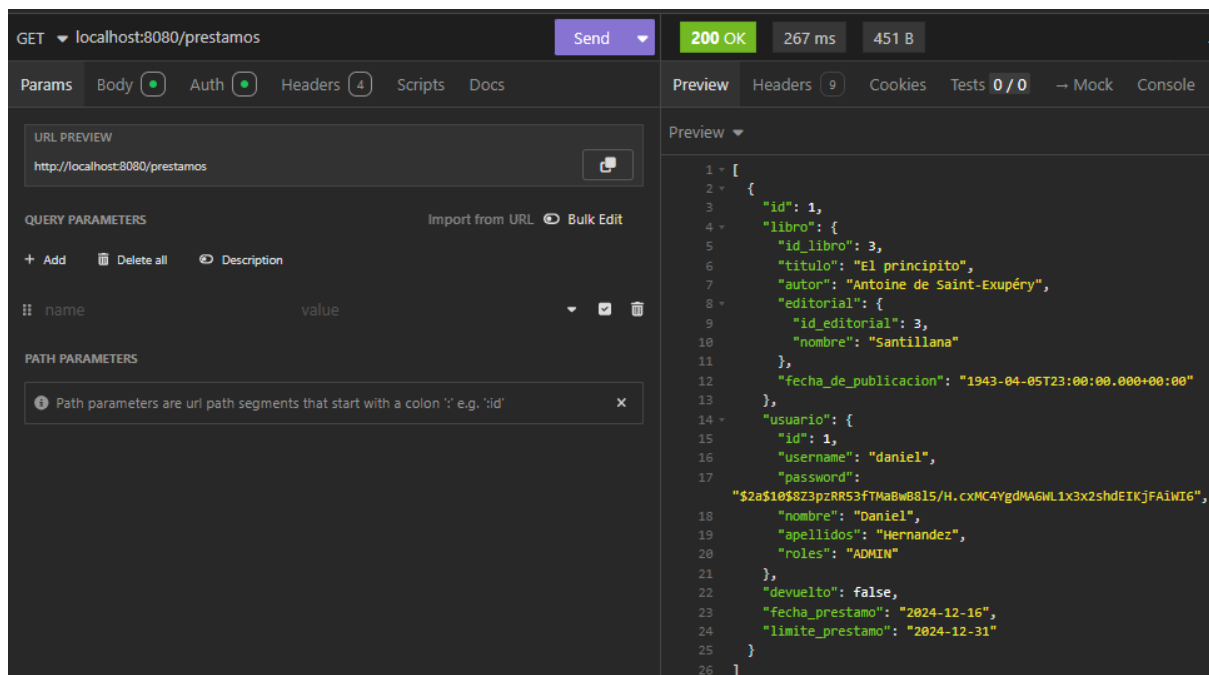 GET localhost:8080/prestamos Send
Params Body Auth Headers 4 Scripts Docs
URL PREVIEW
http://localhost:8080/prestamos
QUERY PARAMETERS Import from URL Bulk Edit
+ Add Delete all Description
name value
PATH PARAMETERS
Path parameters are url path segments that start with a colon ':' e.g. ':id' ×
200 OK 267 ms 451 B
Preview Headers 9 Cookies Tests 0 / 0 → Mock Console
Preview
1 [
2 {
3 "id": 1,
4 "libro": {
5 "id_libro": 3,
6 "titulo": "El principito",
7 "autor": "Antoine de Saint-Exupéry",
8 "editorial": {
9 "id_editorial": 3,
10 "nombre": "Santillana"
11 },
12 "fecha_de_publicacion": "1943-04-05T23:00:00.000+00:00"
13 },
14 "usuario": {
15 "id": 1,
16 "username": "daniel",
17 "password":
"$2a$10$8Z3pzRR53fTMaBwB8l5/H.cxMC4YgdMA6WL1x3x2shdEIKjFAiWI6",
18 "nombre": "Daniel",
19 "apellidos": "Hernandez",
20 "roles": "ADMIN"
21 },
22 "devuelto": false,
23 "fecha_prestamo": "2024-12-16",
24 "limite_prestamo": "2024-12-31"
25 }
26 ]